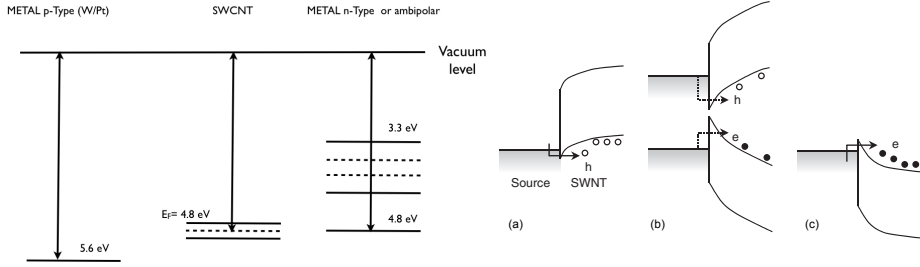 METAL p-Type (W/Pt)
SWCNT
METAL n-Type or ambipolar
Vacuum
level
3.3 eV
EF= 4.8 eV
4.8 eV
5.6 eV
h
Source
SWNT
(a)
h
e
(b)
e
(c)